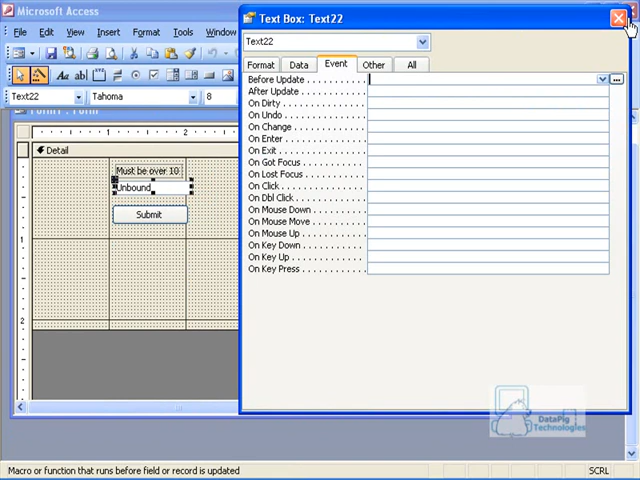 Microsoft Access
File Edit View Insert Format Tools
Text22 Tahoma 8
Form1 : Form
Detail
Must be over 10
Unbound
Submit
Text Box: Text22
Text22
Format Data Event Other All
Before Update
After Update
On Dirty
On Undo
On Change
On Enter
On Exit
On Got Focus
On Lost Focus
On Click
On Dbl Click
On Mouse Down
On Mouse Move
On Mouse Up
On Key Down
On Key Up
On Key Press
DataPig
Technologies
Macro or function that runs before field or record is updated
SCRL